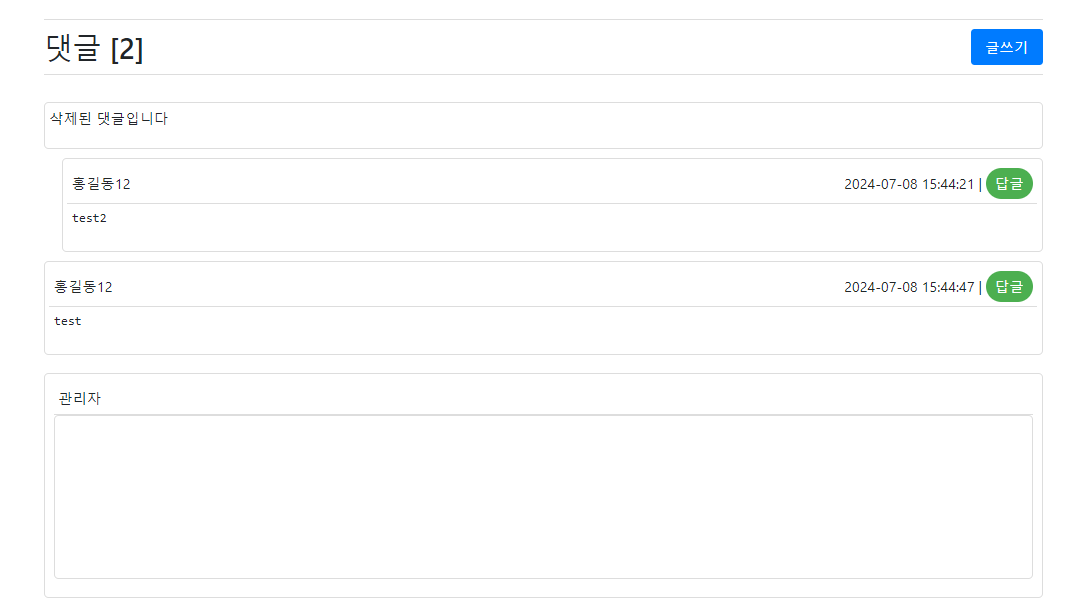 댓글 [2]
글쓰기
삭제된 댓글입니다
홍길동12
2024-07-08 15:44:21 | 답글
test2
홍길동12
2024-07-08 15:44:47 | 답글
test
관리자